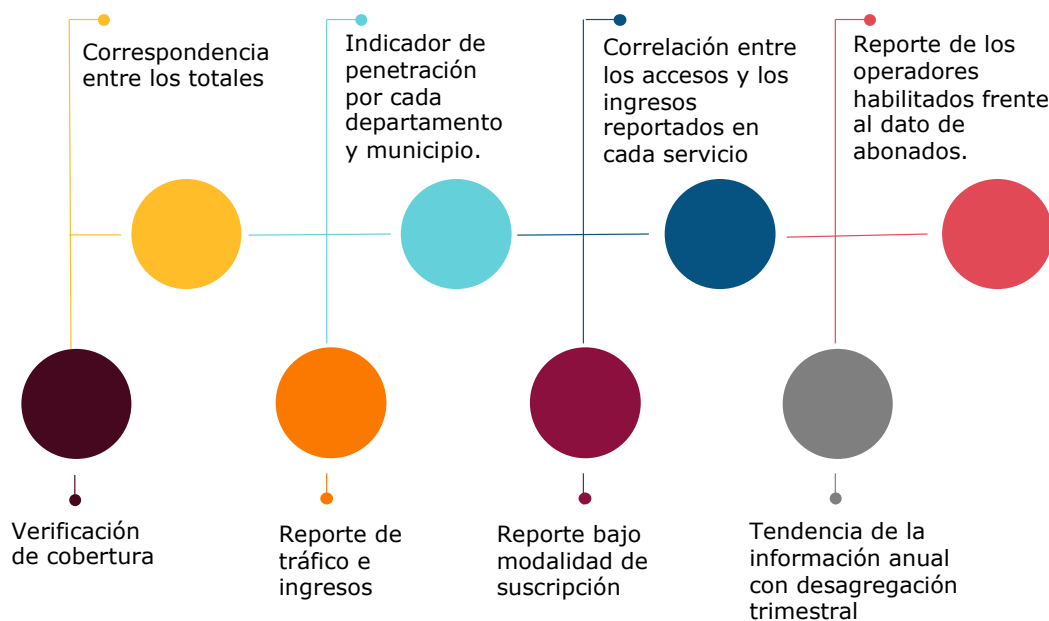 Correspondencia
entre los totales
Indicador de
penetración
por cada
departamento
y municipio.
Correlación entre
los accesos y los
ingresos
reportados en
cada servicio
Reporte de los
operadores
habilitados frente
al dato de
abonados.
Verificación
de cobertura
Reporte de
tráfico e
ingresos
Reporte bajo
modalidad de
suscripción
Tendencia de la
información anual
con desagregación
trimestral